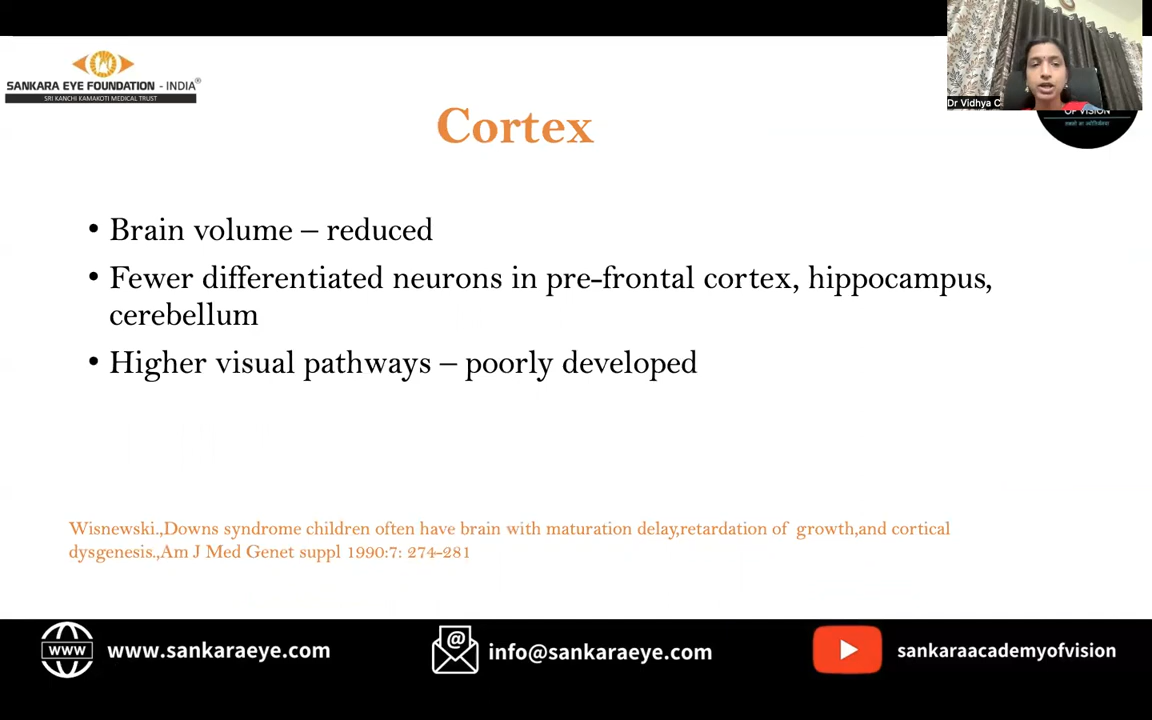 SANKARA EYE FOUNDATION - INDIA®
SRI KANCHI KAMAKOTI MEDICAL TRUST
Dr Vidhya C
OF VISION
Cortex
• Brain volume – reduced
• Fewer differentiated neurons in pre-frontal cortex, hippocampus,
cerebellum
• Higher visual pathways – poorly developed
Wisnewski.,Downs syndrome children often have brain with maturation delay,retardation of growth,and cortical
dysgenesis.,Am J Med Genet suppl 1990:7: 274-281
www
www.sankaraeye.com
@
info@sankaraeye.com
sankaraacademyofvision